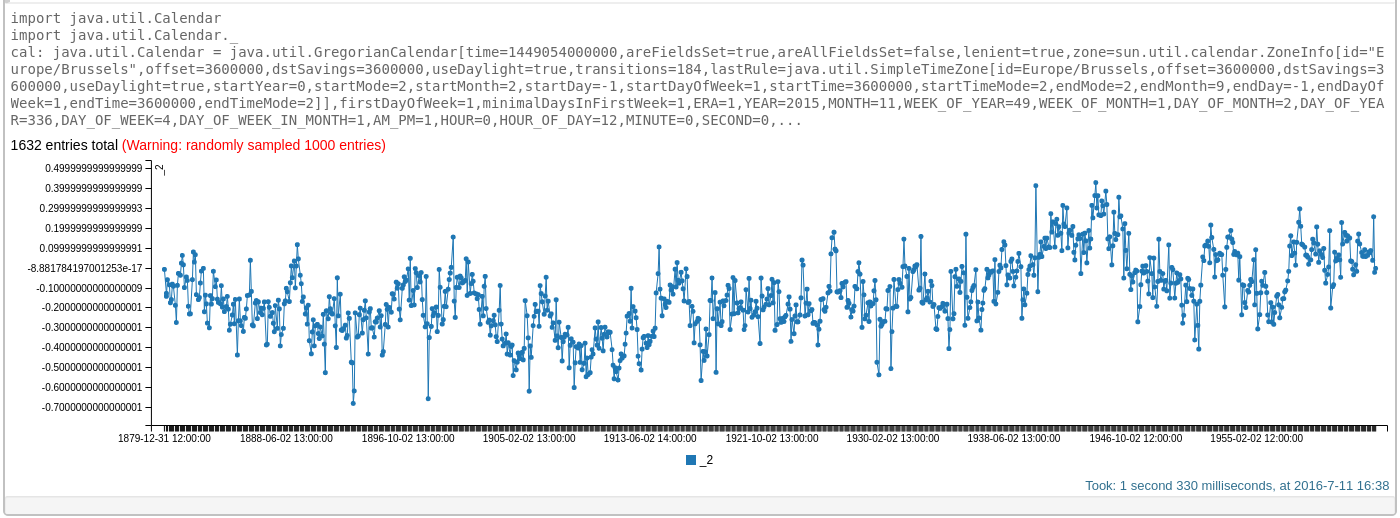 import java.util.Calendar
import java.util.Calendar._
cal: java.util.Calendar = java.util.GregorianCalendar[time=1449054000000,areFieldsSet=true,areAllFieldsSet=false,lenient=true,zone=sun.util.calendar.ZoneInfo[id="E
urope/Brussels",offset=3600000,dstSavings=3600000,useDaylight=true,transitions=184,lastRule=java.util.SimpleTimeZone[id=Europe/Brussels,offset=3600000,dstSavings=3
600000,useDaylight=true,startYear=0,startMode=2,startMonth=2,startDay=-1,startDayOfWeek=1,startTime=3600000,startTimeMode=2,endMode=2,endMonth=9,endDay=-1,endDayOf
Week=1,endTime=3600000,endTimeMode=2]],firstDayOfWeek=1,minimalDaysInFirstWeek=1,ERA=1,YEAR=2015,MONTH=11,WEEK_OF_YEAR=49,WEEK_OF_MONTH=1,DAY_OF_MONTH=2,DAY_OF_YEA
R=336,DAY_OF_WEEK=4,DAY_OF_WEEK_IN_MONTH=1,AM_PM=1,HOUR=0,HOUR_OF_DAY=12,MINUTE=0,SECOND=0,...
1632 entries total (Warning: randomly sampled 1000 entries)
_2
0.4999999999999999
0.3999999999999999
0.29999999999999993
0.1999999999999999
0.09999999999999991
-8.881784197001253e-17
-0.10000000000000009
-0.2000000000000001
-0.3000000000000001
-0.4000000000000001
-0.5000000000000001
-0.6000000000000001
-0.7000000000000001
1879-12-31 12:00:00 1888-06-02 13:00:00 1896-10-02 13:00:00 1905-02-02 13:00:00 1913-06-02 14:00:00 1921-10-02 13:00:00 1930-02-02 13:00:00 1938-06-02 13:00:00 1946-10-02 12:00:00 1955-02-02 12:00:00
_2
Took: 1 second 330 milliseconds, at 2016-7-11 16:38